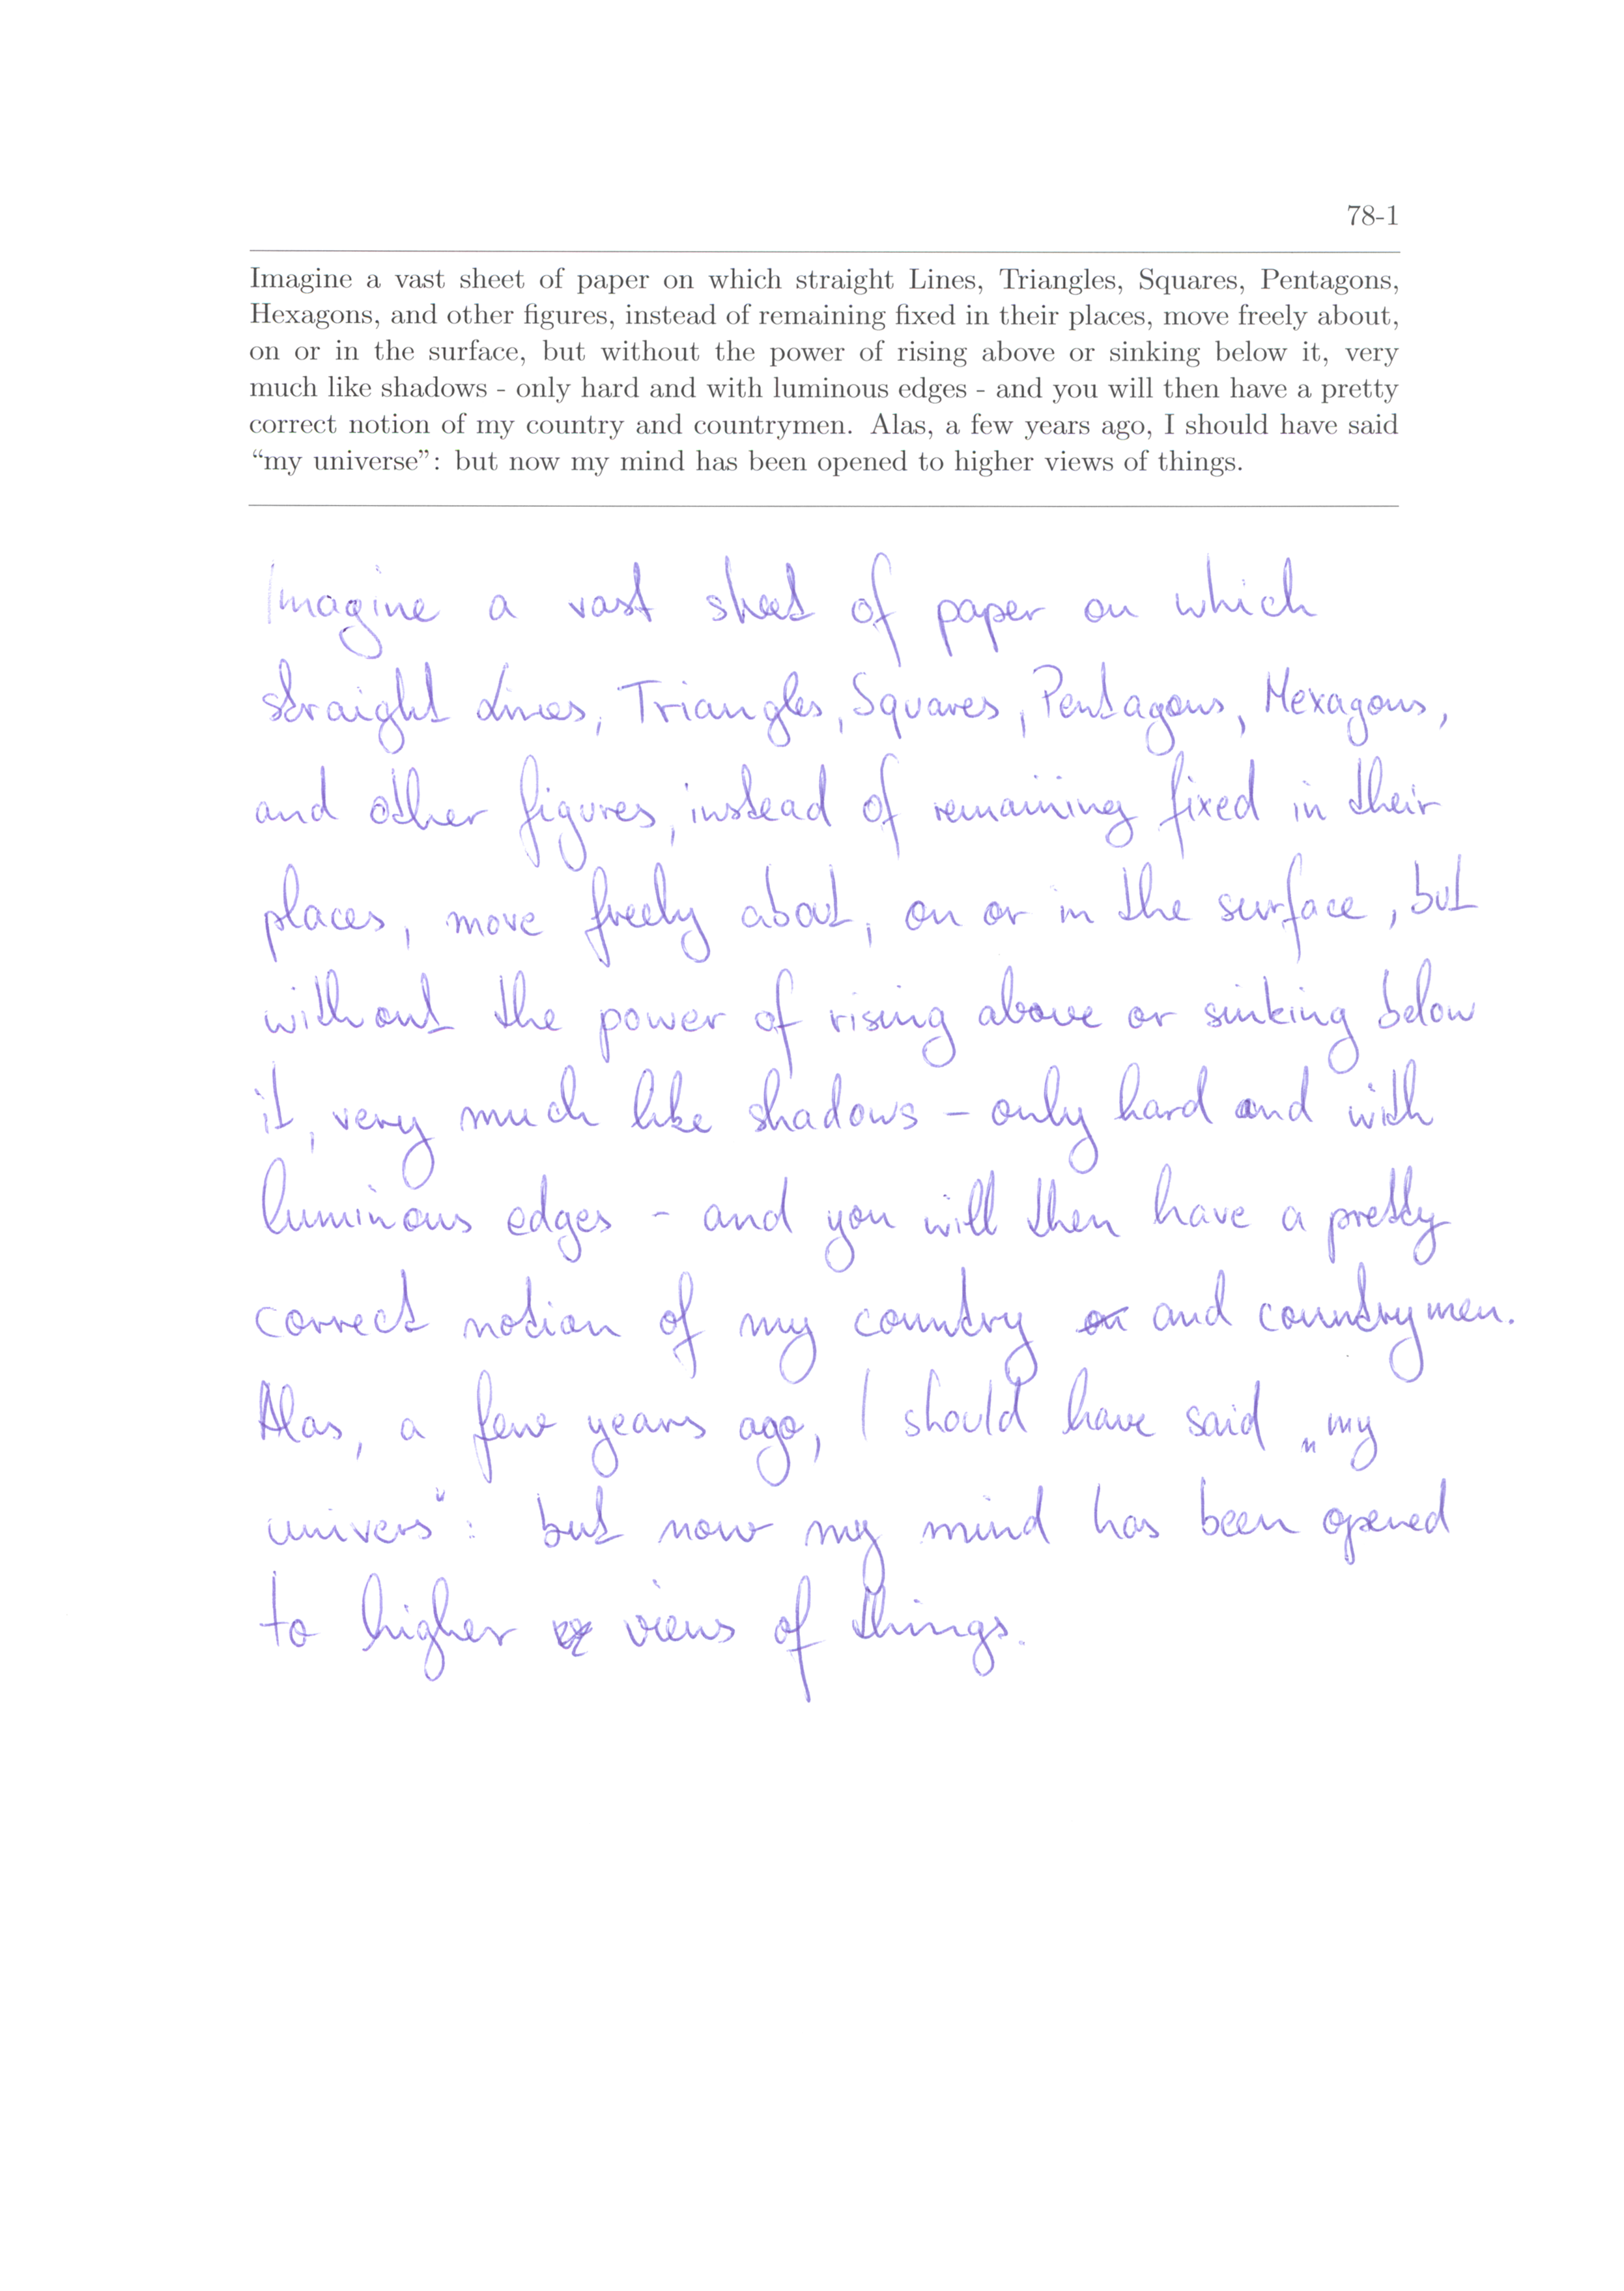 78-1
Imagine a vast sheet of paper on which straight Lines, Triangles, Squares, Pentagons,
Hexagons, and other figures, instead of remaining fixed in their places, move freely about,
on or in the surface, but without the power of rising above or sinking below it, very
much like shadows - only hard and with luminous edges - and you will then have a pretty
correct notion of my country and countrymen. Alas, a few years ago, I should have said
“my universe”: but now my mind has been opened to higher views of things.
Imagine a vast sheet of paper on which
straight Lines, Triangles, Squares, Pentagons, Hexagons,
and other figures, instead of remaining fixed in their
places, move freely about, on or in the surface, but
without the power of rising above or sinking below
it, very much like shadows - only hard and with
luminous edges - and you will then have a pretty
correct notion of my country and countrymen.
Alas, a few years ago, I should have said „my
univers“: but now my mind has been opened
to higher views of things.